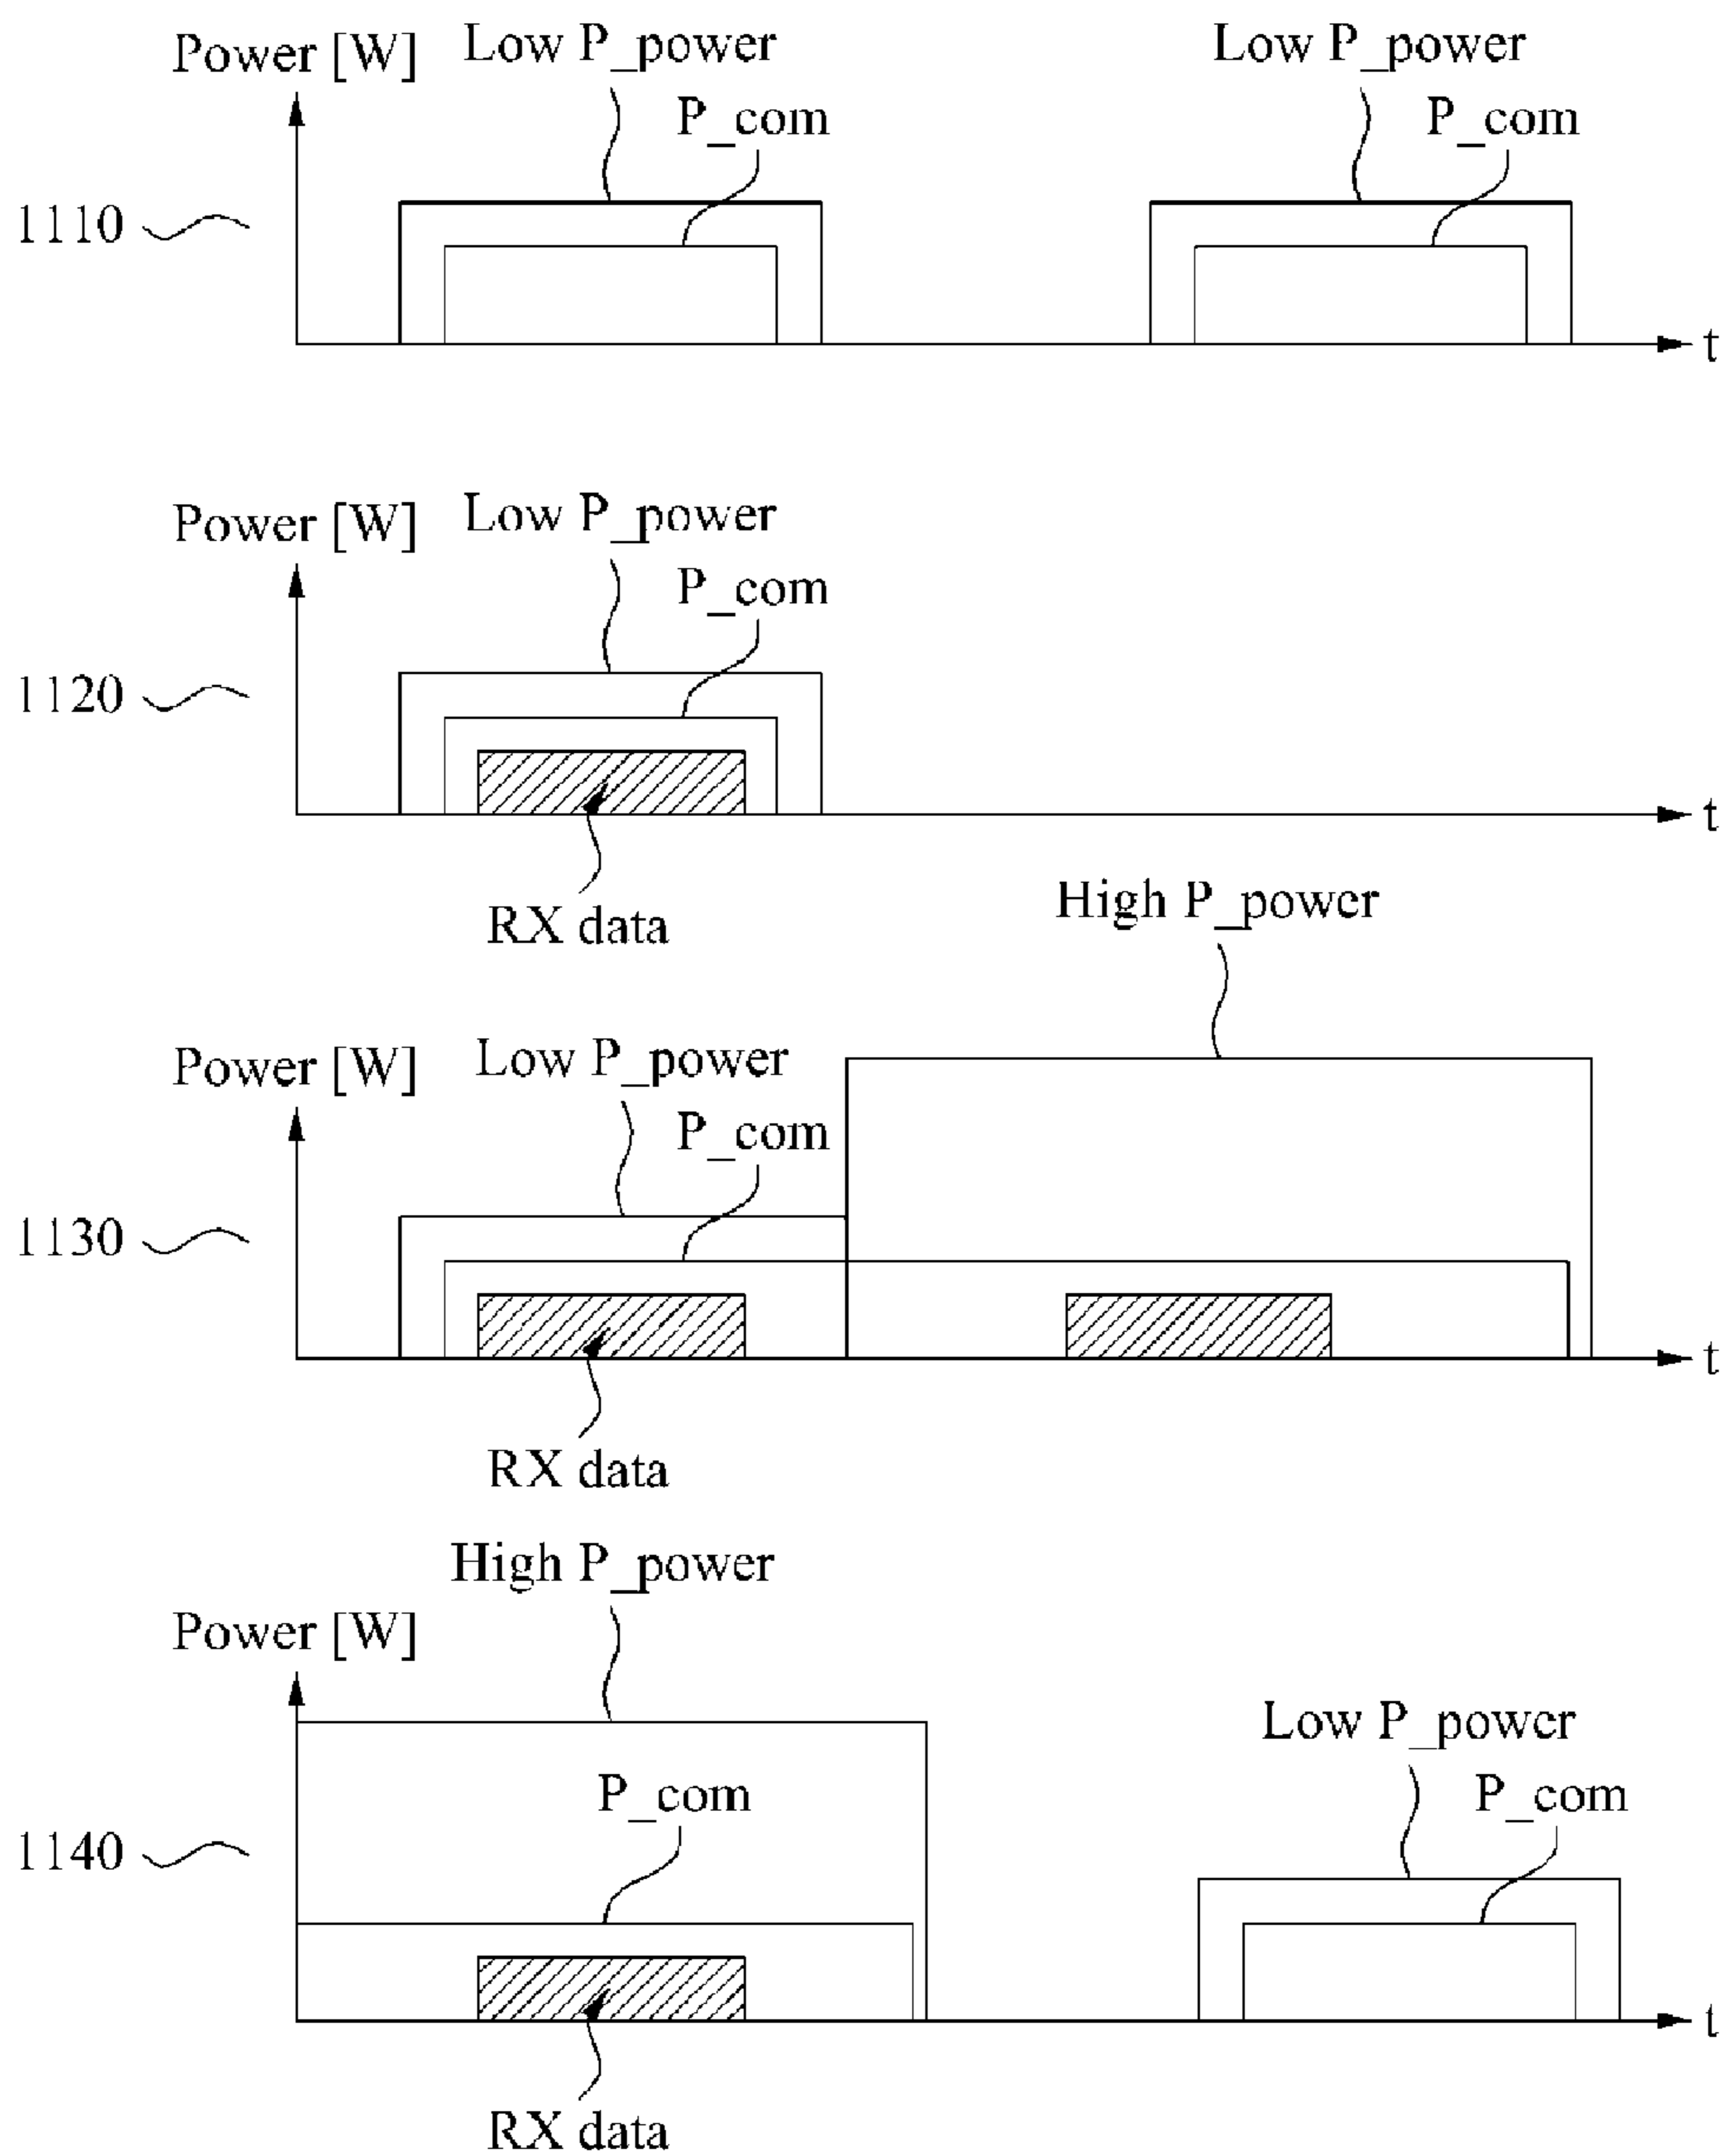 Power [W]
Low P_power
P_com
Low P_power
P_com
1110
t
Power [W]
Low P_power
P_com
1120
t
RX data
High P_power
Power [W]
Low P_power
P_com
1130
t
RX data
High P_power
Power [W]
Low P_power
P_com
P_com
1140
t
RX data